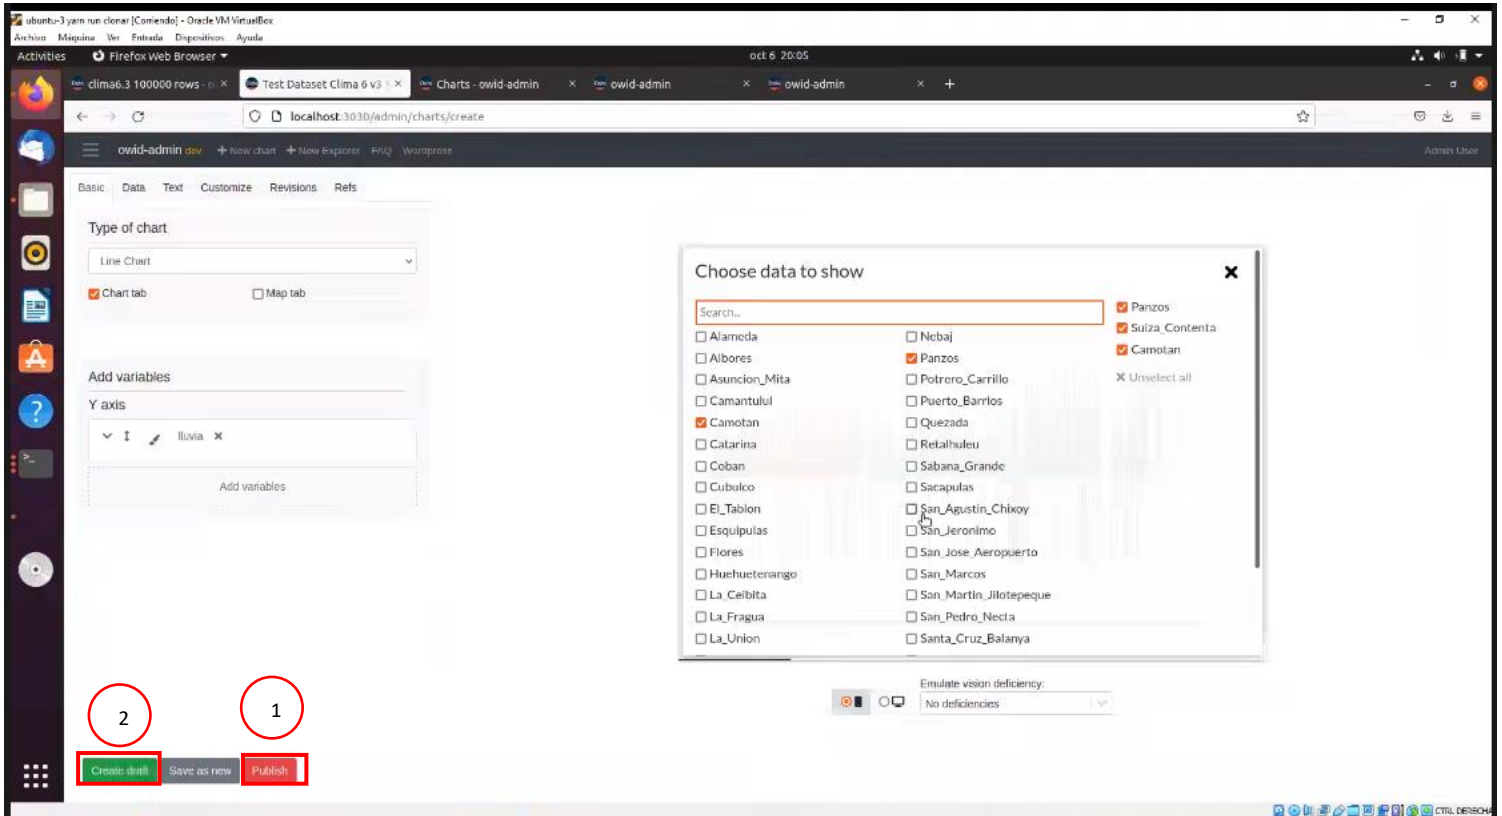 ubuntu-3 yarn run clonar [Corriendo] - Oracle VM VirtualBox
Archivo Máquina Ver Entrada Dispositivos Ayuda
Activities Firefox Web Browser oct 6 20:05
clima6.3 100000 rows - o Test Dataset Clima 6 v3 Charts - owid-admin owid-admin owid-admin
localhost:3030/admin/charts/create
owid-admin dev + New chart + New Explorer FAQ Wordpress Admin User
Basic Data Text Customize Revisions Refs
Type of chart
Line Chart
Chart tab Map tab
Add variables
Y axis
lluvia
Add variables
Choose data to show
Search...
Alameda
Albores
Asuncion_Mita
Camantulul
Camotan
Catarina
Coban
Cubulco
El_Tablon
Esquipulas
Flores
Huehuetenango
La_Ceibita
La_Fragua
La_Union
Nebaj
Panzos
Potrero_Carrillo
Puerto_Barrios
Quezada
Retalhuleu
Sabana_Grande
Sacapulas
San_Agustin_Chixoy
San_Jeronimo
San_Jose_Aeropuerto
San_Marcos
San_Martin_Jilotepeque
San_Pedro_Necta
Santa_Cruz_Balanya
Panzos
Suiza_Contenta
Camotan
Unselect all
Emulate vision deficiency:
No deficiencies
2
1
Create draft Save as new Publish
CTRL DERECHA